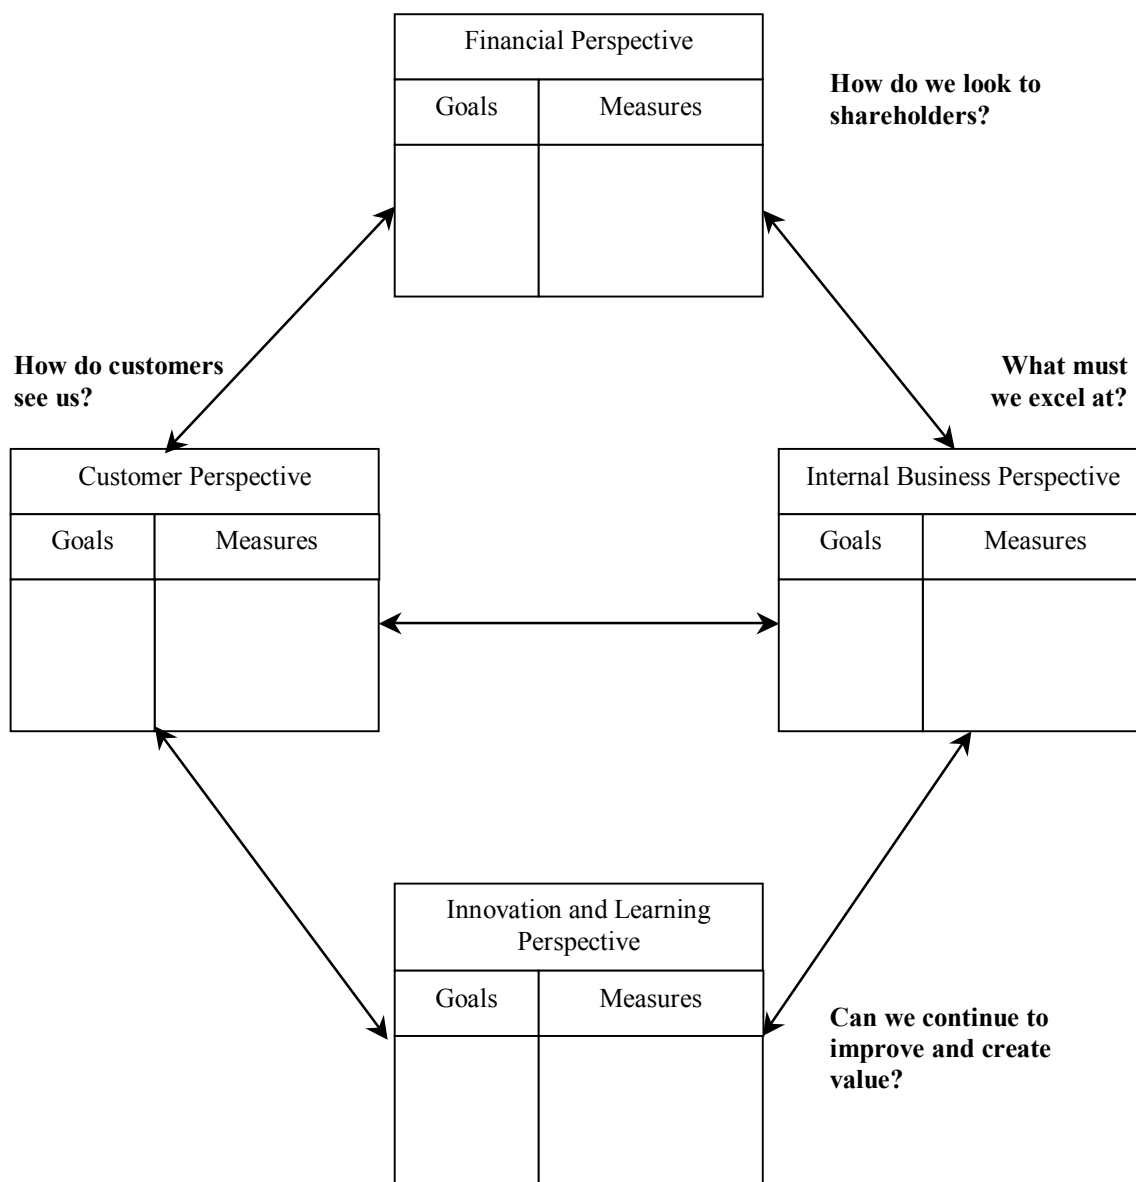 Financial Perspective
Goals
Measures
How do we look to
shareholders?
How do customers
see us?
What must
we excel at?
Customer Perspective
Goals
Measures
Internal Business Perspective
Goals
Measures
Innovation and Learning
Perspective
Goals
Measures
Can we continue to
improve and create
value?